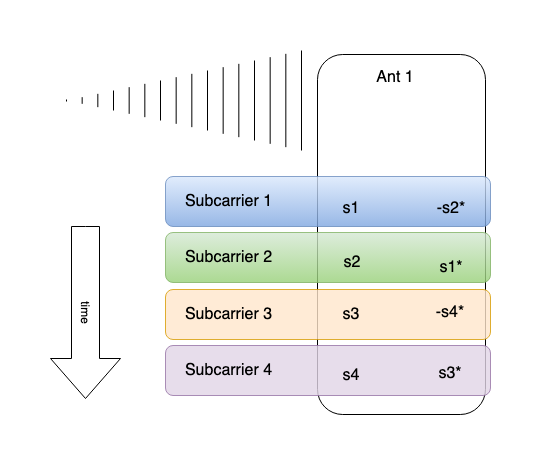 Ant 1
Subcarrier 1 s1 -s2*
Subcarrier 2 s2 s1*
Subcarrier 3 s3 -s4*
Subcarrier 4 s4 s3*
time